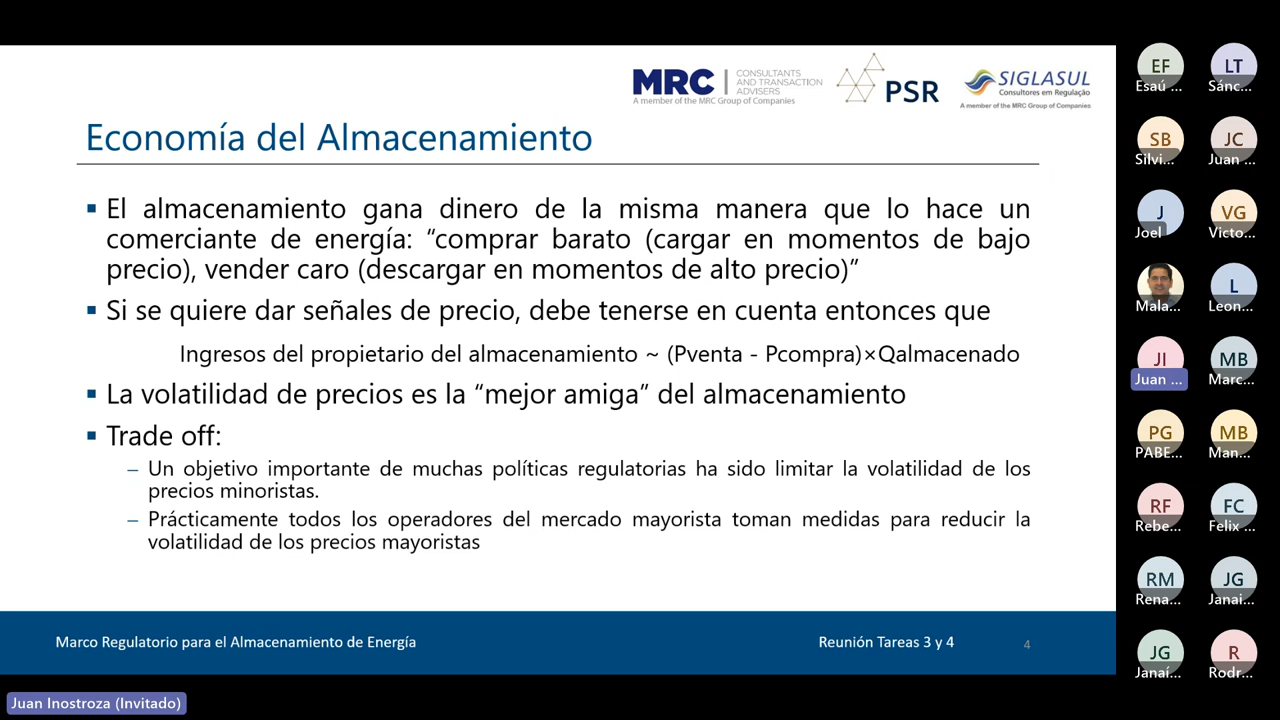 MRC
CONSULTANTS
AND TRANSACTION
ADVISERS
A member of the MRC Group of Companies
PSR
SIGLASUL
Consultores em Regulação
A member of the MRC Group of Companies
Economía del Almacenamiento
▪ El almacenamiento gana dinero de la misma manera que lo hace un
comerciante de energía: “comprar barato (cargar en momentos de bajo
precio), vender caro (descargar en momentos de alto precio)”
▪ Si se quiere dar señales de precio, debe tenerse en cuenta entonces que
Ingresos del propietario del almacenamiento ~ (Pventa - Pcompra)×Qalmacenado
▪ La volatilidad de precios es la “mejor amiga” del almacenamiento
▪ Trade off:
– Un objetivo importante de muchas políticas regulatorias ha sido limitar la volatilidad de los
precios minoristas.
– Prácticamente todos los operadores del mercado mayorista toman medidas para reducir la
volatilidad de los precios mayoristas
Marco Regulatorio para el Almacenamiento de Energía
Reunión Tareas 3 y 4
4
EF
Esaú ...
LT
Sánc...
SB
Silvi...
JC
Juan ...
J
Joel
VG
Victo...
Mala...
L
Leon...
JI
Juan ...
MB
Marc...
PG
PABE...
MB
Man...
RF
Rebe...
FC
Felix ...
RM
Rena...
JG
Janai...
JG
Janaí...
R
Rodr...
Juan Inostroza (Invitado)